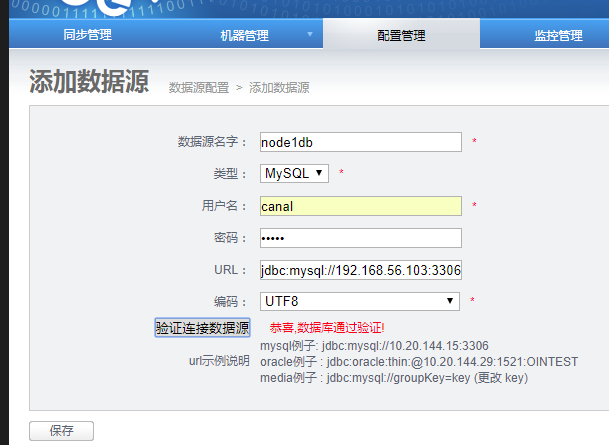 同步管理 机器管理 配置管理 监控管理
添加数据源 数据源配置 > 添加数据源
数据源名字： node1db *
类型： MySQL *
用户名： canal *
密码： •••••
URL： jdbc:mysql://192.168.56.103:3306
编码： UTF8 *
验证连接数据源 恭喜,数据库通过验证!
mysql例子: jdbc:mysql://10.20.144.15:3306
url示例说明 oracle例子 : jdbc:oracle:thin:@10.20.144.29:1521:OINTEST
media例子 : jdbc:mysql://groupKey=key (更改 key)
保存